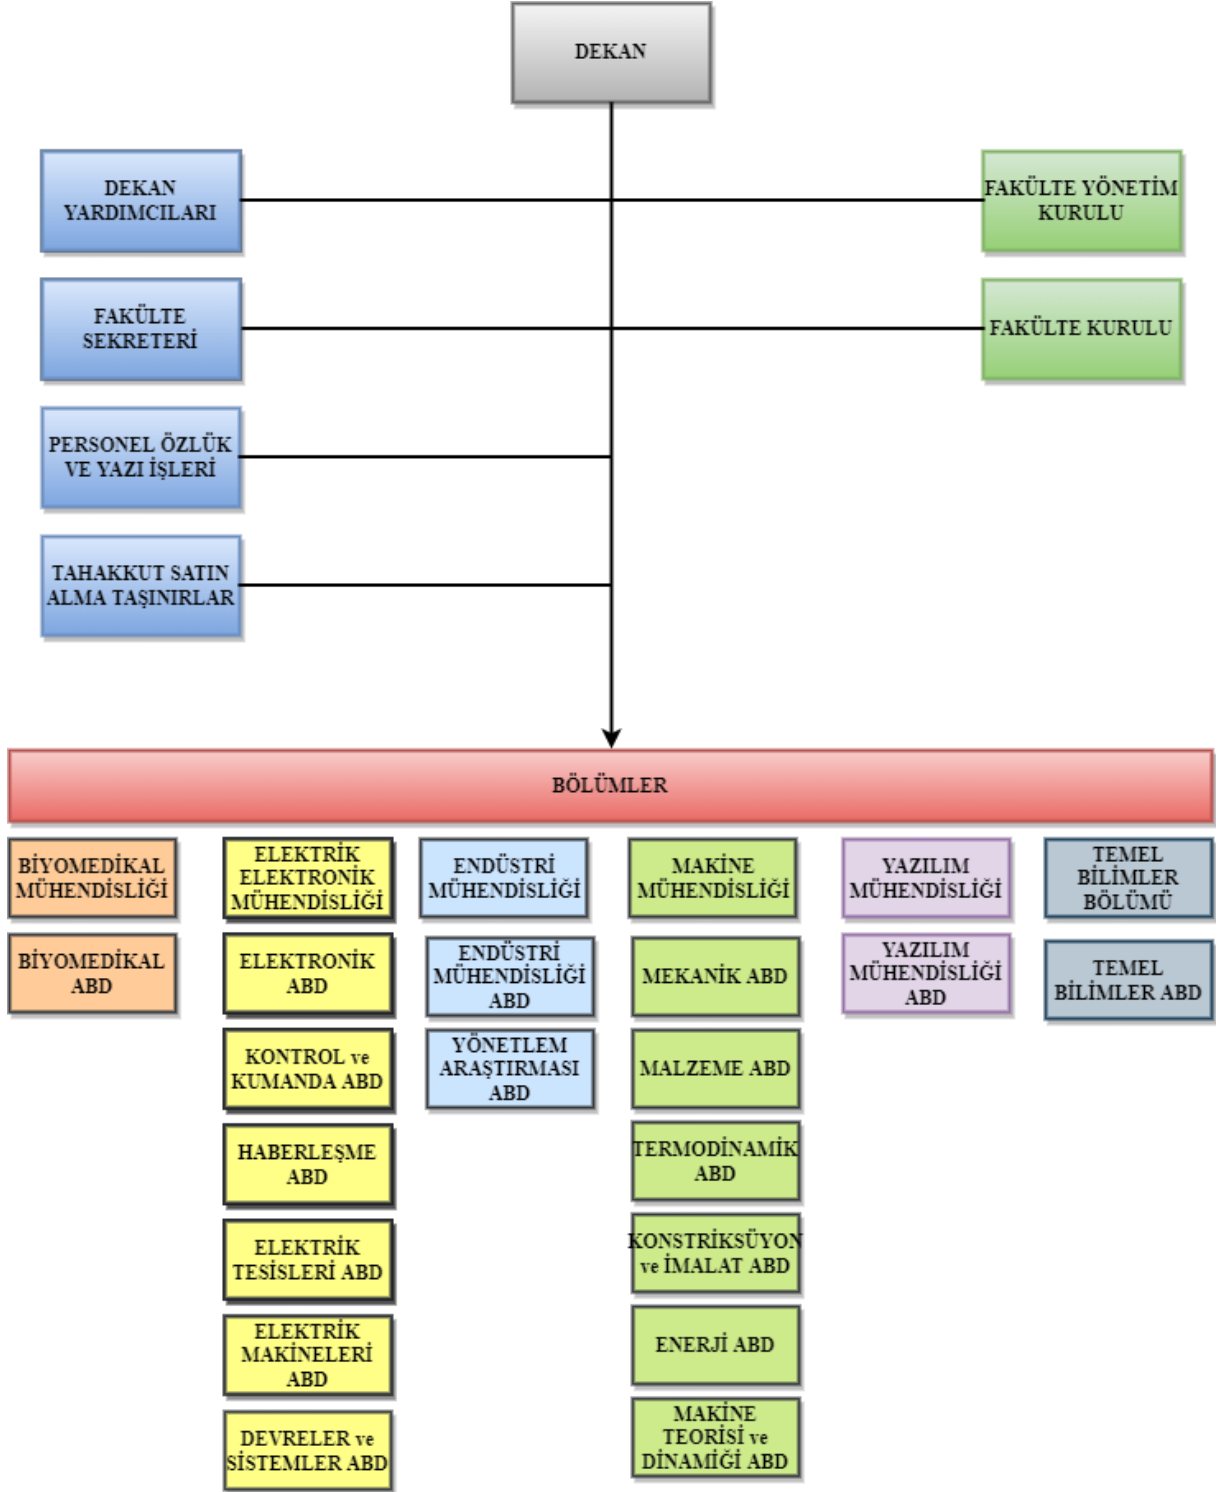 DEKAN
DEKAN
YARDIMCILARI
FAKÜLTE YÖNETİM
KURULU
FAKÜLTE
SEKRETERİ
FAKÜLTE KURULU
PERSONEL ÖZLÜK
VE YAZI İŞLERİ
TAHAKKUT SATIN
ALMA TAŞINIRLAR
BÖLÜMLER
BİYOMEDİKAL
MÜHENDİSLİĞİ
BİYOMEDİKAL
ABD
ELEKTRİK
ELEKTRONİK
MÜHENDİSLİĞİ
ELEKTRONİK
ABD
KONTROL ve
KUMANDA ABD
HABERLEŞME
ABD
ELEKTRİK
TESİSLERİ ABD
ELEKTRİK
MAKİNELERİ
ABD
DEVRELER ve
SİSTEMLER ABD
ENDÜSTRİ
MÜHENDİSLİĞİ
ENDÜSTRİ
MÜHENDİSLİĞİ
ABD
YÖNETLEM
ARAŞTIRMASI
ABD
MAKİNE
MÜHENDİSLİĞİ
MEKANİK ABD
MALZEME ABD
TERMODİNAMİK
ABD
KONSTRİKSÜYON
ve İMALAT ABD
ENERJİ ABD
MAKİNE
TEORİSİ ve
DİNAMİĞİ ABD
YAZILIM
MÜHENDİSLİĞİ
YAZILIM
MÜHENDİSLİĞİ
ABD
TEMEL
BİLİMLER
BÖLÜMÜ
TEMEL
BİLİMLER ABD